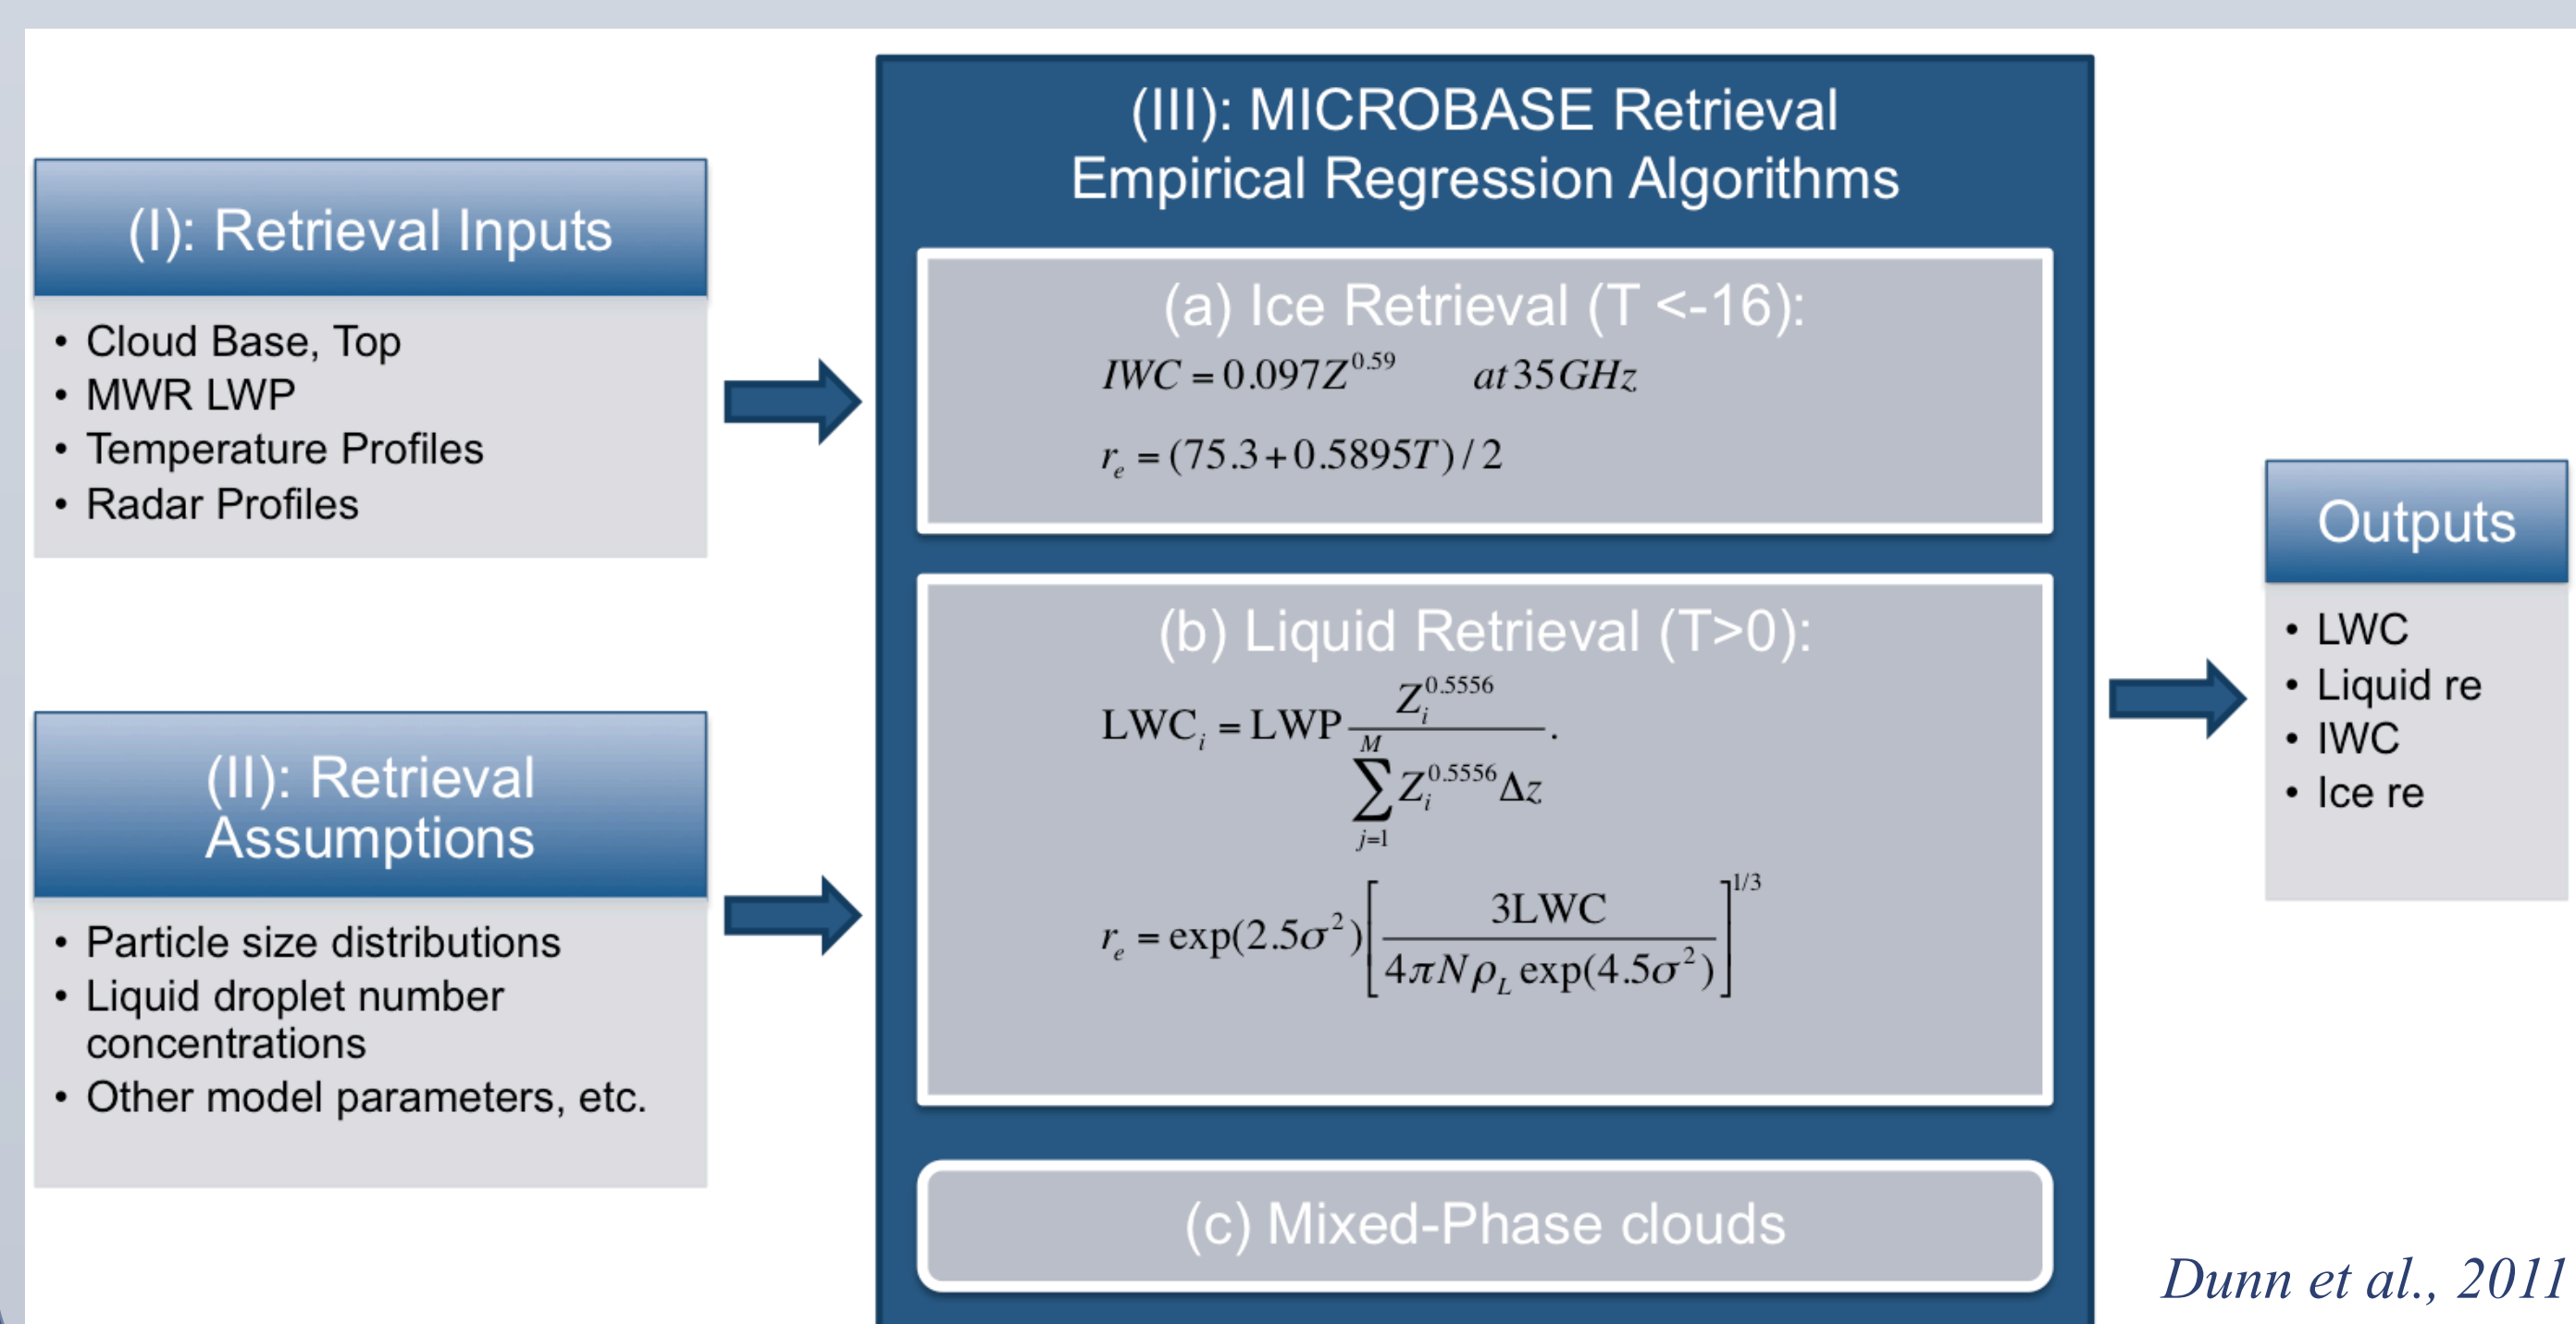 (I): Retrieval Inputs
• Cloud Base, Top
• MWR LWP
• Temperature Profiles
• Radar Profiles
(II): Retrieval
Assumptions
• Particle size distributions
• Liquid droplet number
concentrations
• Other model parameters, etc.
(III): MICROBASE Retrieval
Empirical Regression Algorithms
(a) Ice Retrieval (T <-16):
IWC = 0.097Z^0.59 at 35GHz
r_e = (75.3+0.5895T) / 2
(b) Liquid Retrieval (T>0):
LWC_i = LWP Z_i^0.5556 / ∑_{j=1}^{M} Z_i^0.5556 Δz .
r_e = exp(2.5σ^2) [ 3LWC / 4πNρ_L exp(4.5σ^2) ]^1/3
(c) Mixed-Phase clouds
Outputs
• LWC
• Liquid re
• IWC
• Ice re
Dunn et al., 2011